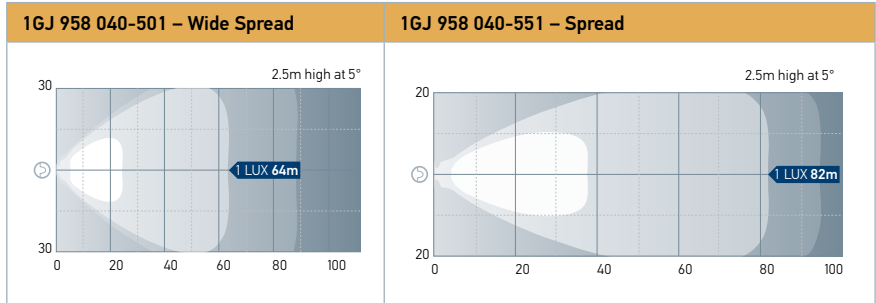 1GJ 958 040-501 – Wide Spread
2.5m high at 5°
30
1 LUX 64m
30
0 20 40 60 80 100
1GJ 958 040-551 – Spread
2.5m high at 5°
20
1 LUX 82m
20
0 20 40 60 80 100